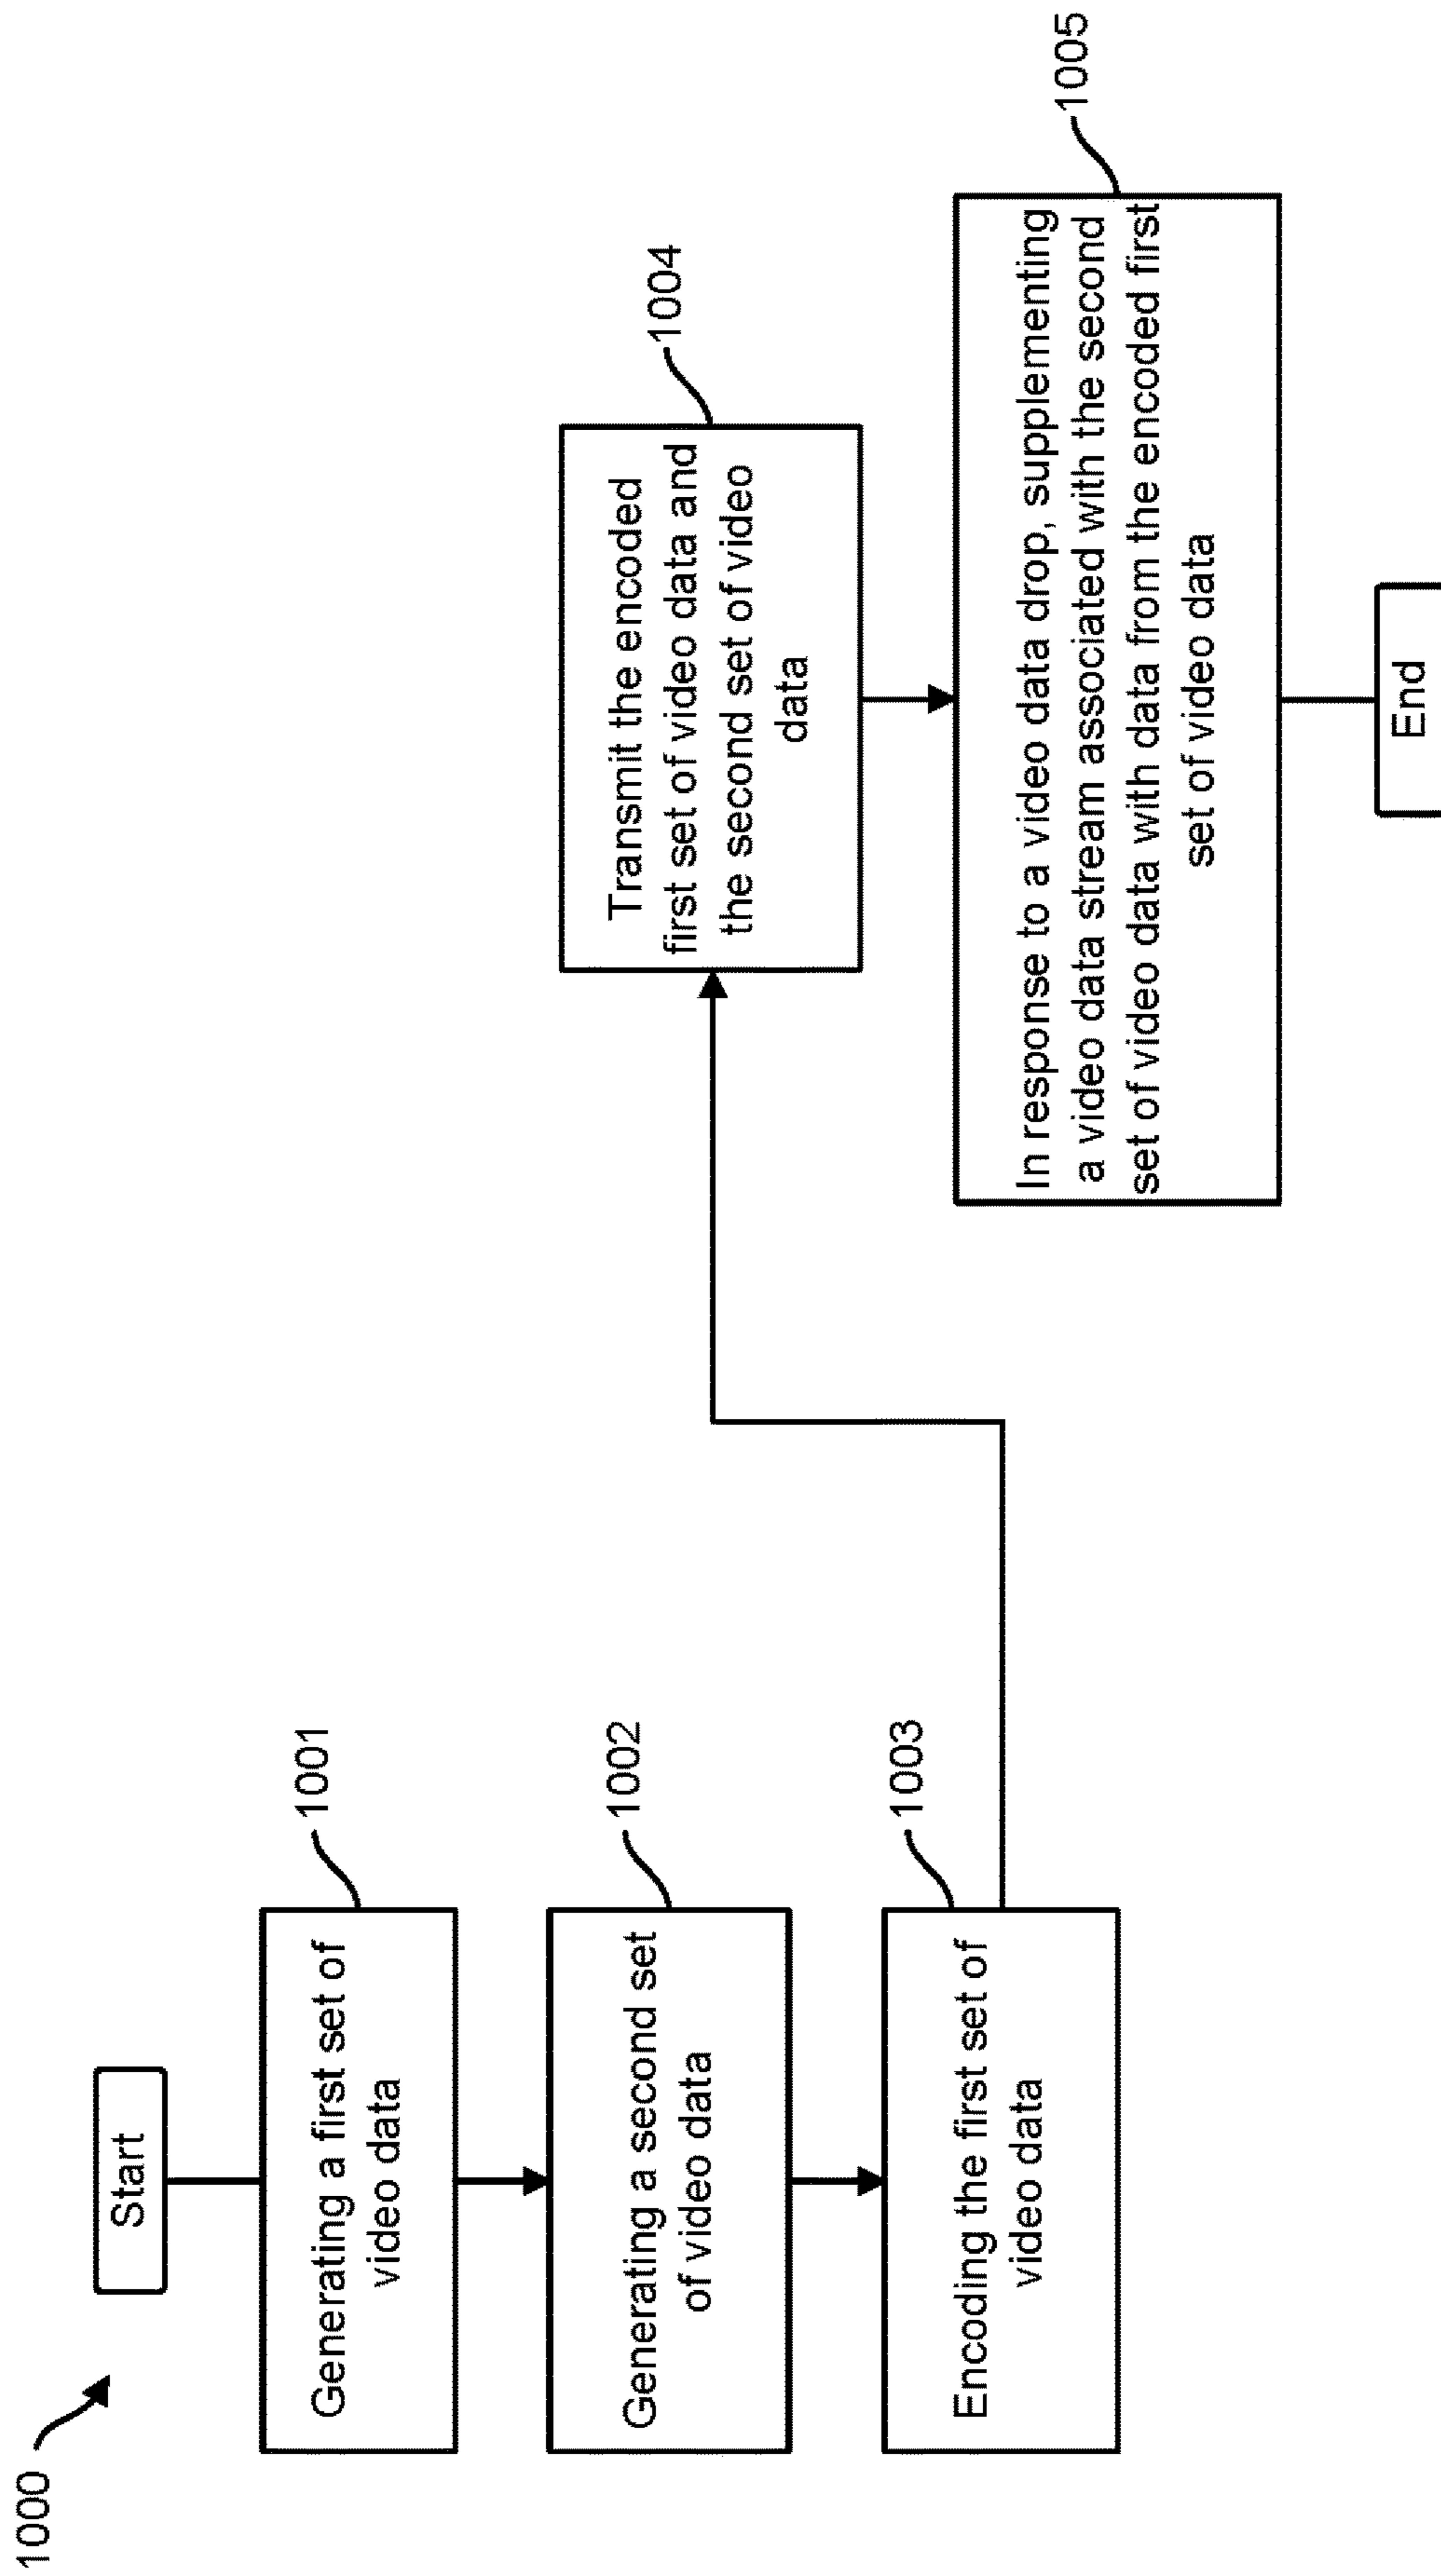 1000
Start
Generating a first set of
video data
1001
Generating a second set
of video data
1002
Encoding the first set of
video data
1003
Transmit the encoded
first set of video data and
the second set of video
data
1004
In response to a video data drop, supplementing
a video data stream associated with the second
set of video data with data from the encoded first
set of video data
1005
End